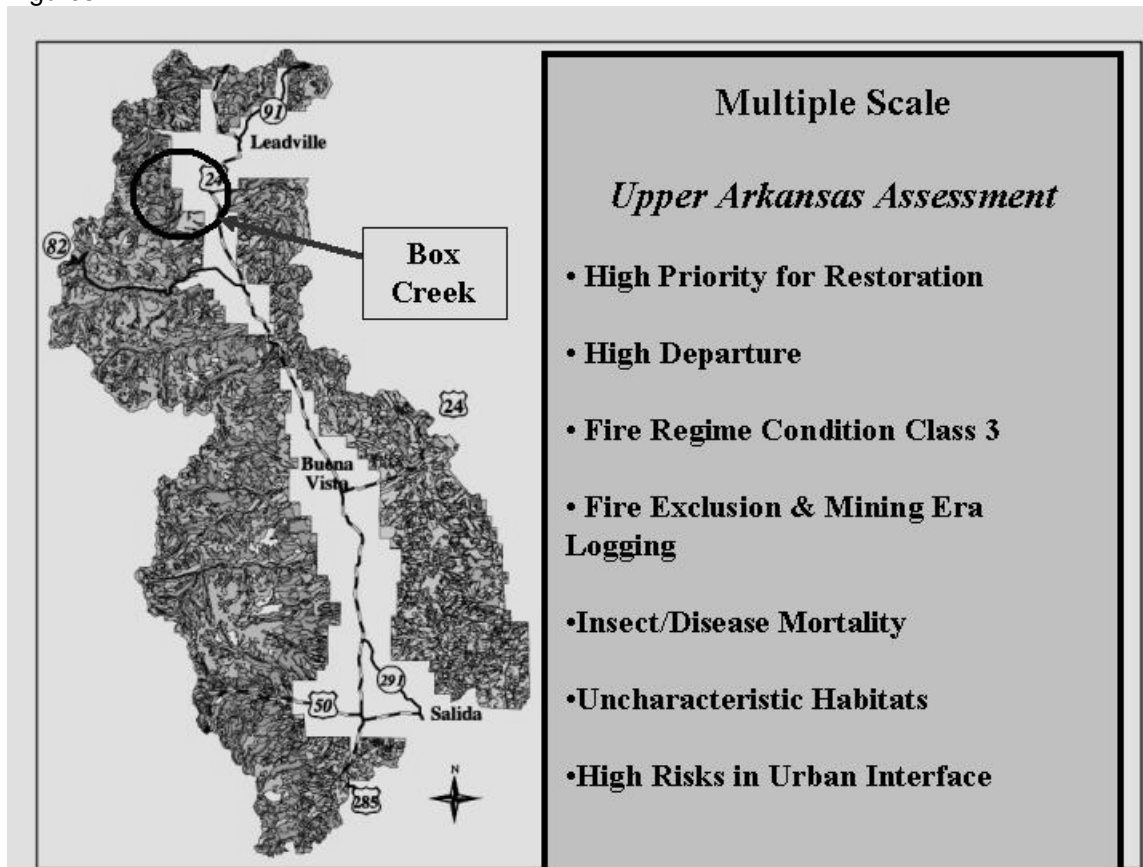 91
Leadville
24
82
Box
Creek
24
Buena
Vista
291
50
Salida
285
N
Multiple Scale
Upper Arkansas Assessment
• High Priority for Restoration
• High Departure
• Fire Regime Condition Class 3
• Fire Exclusion & Mining Era
Logging
•Insect/Disease Mortality
•Uncharacteristic Habitats
•High Risks in Urban Interface